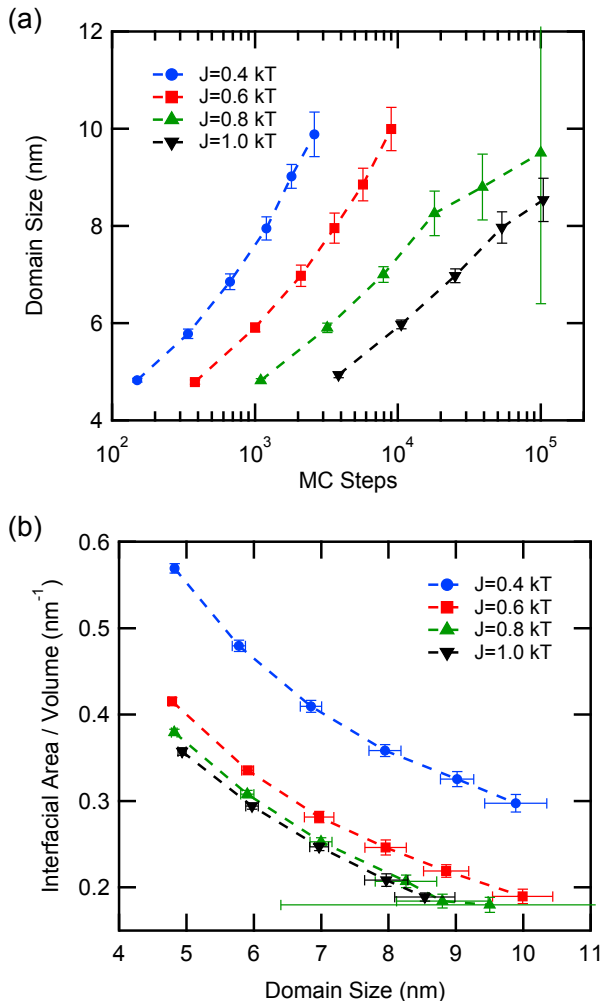 (a)
12
10
8
6
4
Domain Size (nm)
J=0.4 kT
J=0.6 kT
J=0.8 kT
J=1.0 kT
10^2
10^3
10^4
10^5
MC Steps
(b)
0.6
0.5
0.4
0.3
0.2
Interfacial Area / Volume (nm^-1)
J=0.4 kT
J=0.6 kT
J=0.8 kT
J=1.0 kT
4
5
6
7
8
9
10
11
Domain Size (nm)